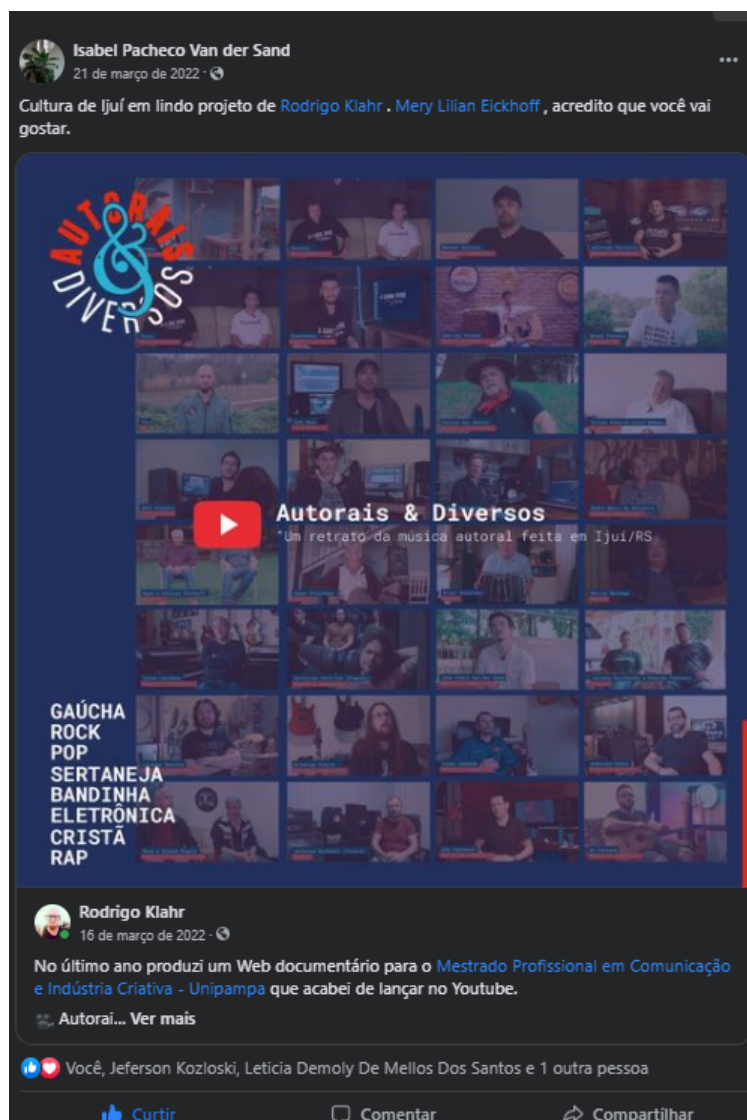 Isabel Pacheco Van der Sand
21 de março de 2022 ·
Cultura de Ijuí em lindo projeto de Rodrigo Klahr . Mery Lilian Eickhoff , acredito que você vai
gostar.
AUTORAIS
&
DIVERSOS
Autorais & Diversos
"Um retrato da música autoral feita em Ijuí/RS
GAÚCHA
ROCK
POP
SERTANEJA
BANDINHA
ELETRÔNICA
CRISTÃ
RAP
Rodrigo Klahr
16 de março de 2022 ·
No último ano produzi um Web documentário para o Mestrado Profissional em Comunicação
e Indústria Criativa - Unipampa que acabei de lançar no Youtube.
Autorai... Ver mais
Você, Jeferson Kozloski, Leticia Demoly De Mellos Dos Santos e 1 outra pessoa
Curtir
Comentar
Compartilhar